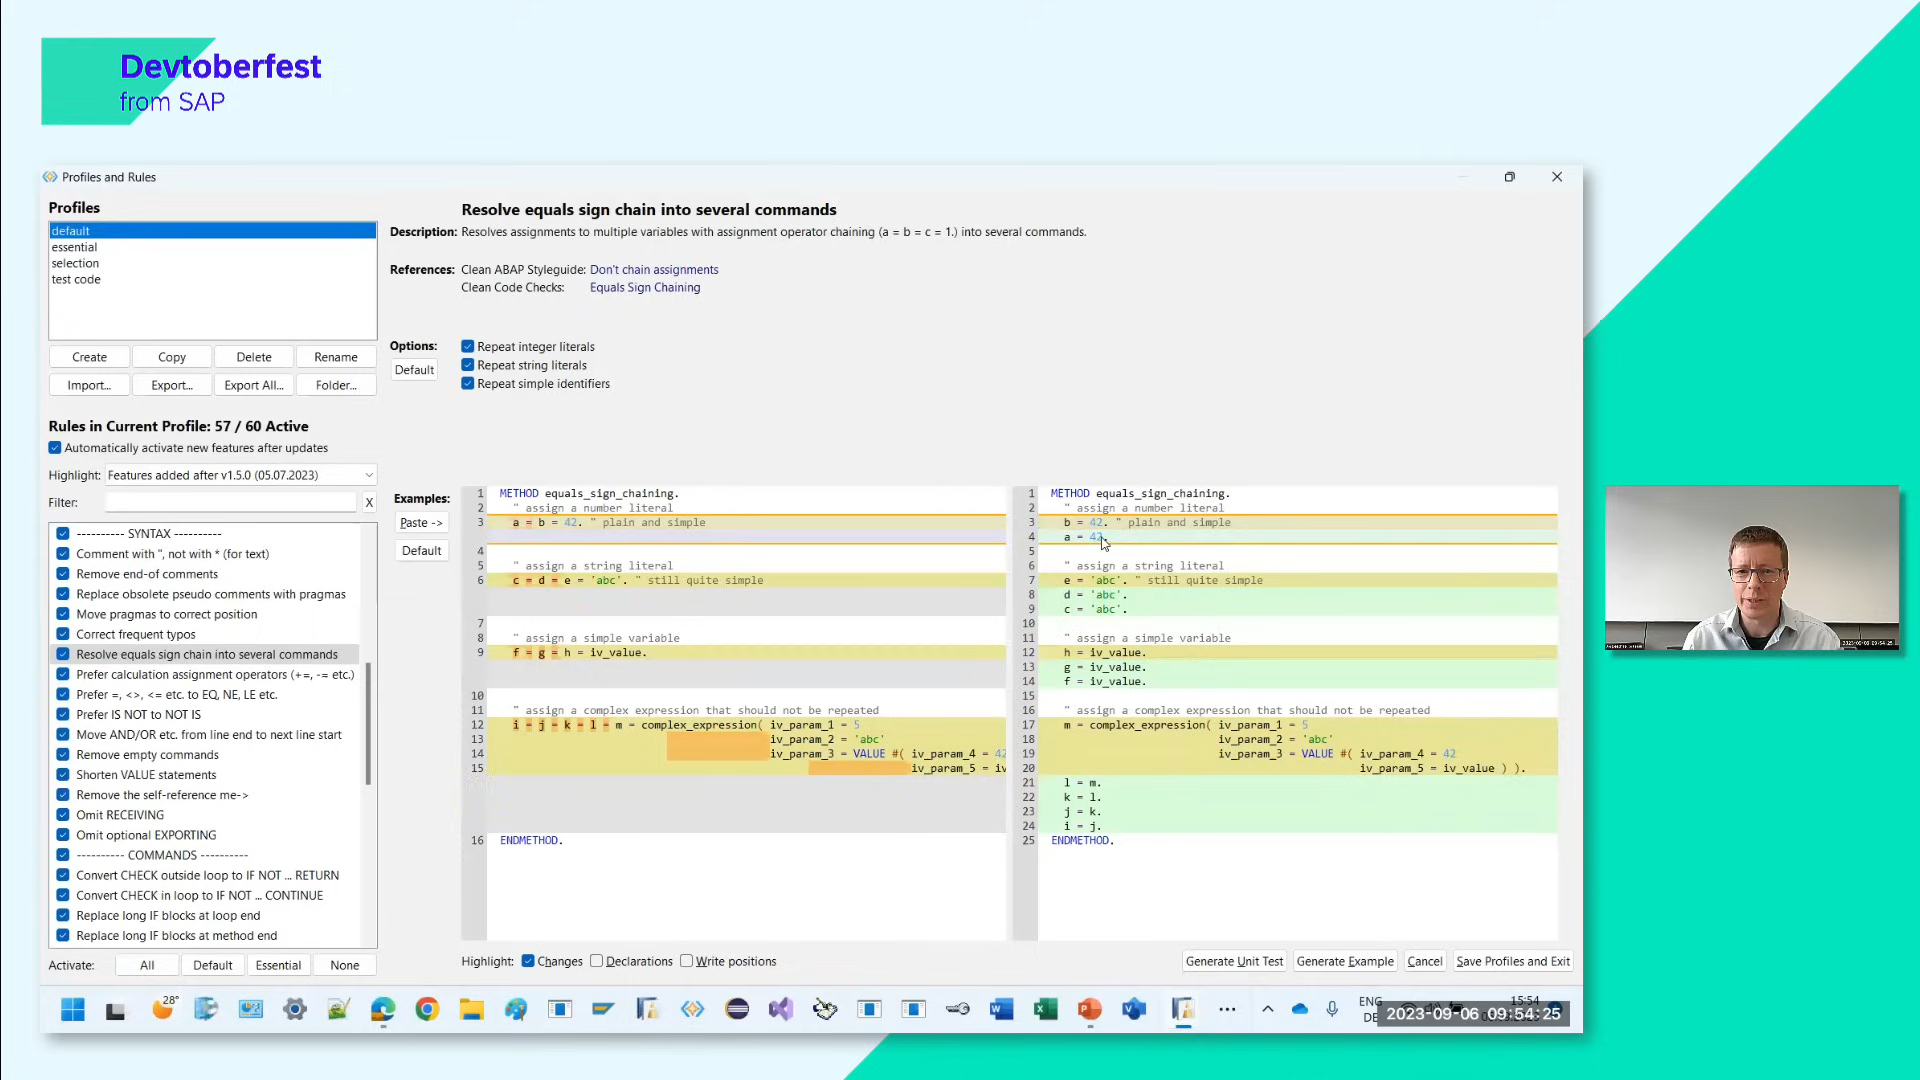 Devtoberfest
from SAP
Profiles and Rules
Profiles
default
essential
selection
test code
Create Copy Delete Rename
Import... Export... Export All... Folder...
Rules in Current Profile: 57 / 60 Active
Automatically activate new features after updates
Highlight: Features added after v1.5.0 (05.07.2023)
Filter: X
---------- SYNTAX ----------
Comment with ", not with * (for text)
Remove end-of comments
Replace obsolete pseudo comments with pragmas
Move pragmas to correct position
Correct frequent typos
Resolve equals sign chain into several commands
Prefer calculation assignment operators (+=, -= etc.)
Prefer =, <>, <= etc. to EQ, NE, LE etc.
Prefer IS NOT to NOT IS
Move AND/OR etc. from line end to next line start
Remove empty commands
Shorten VALUE statements
Remove the self-reference me->
Omit RECEIVING
Omit optional EXPORTING
---------- COMMANDS ----------
Convert CHECK outside loop to IF NOT ... RETURN
Convert CHECK in loop to IF NOT ... CONTINUE
Replace long IF blocks at loop end
Replace long IF blocks at method end
Activate: All Default Essential None
Resolve equals sign chain into several commands
Description: Resolves assignments to multiple variables with assignment operator chaining (a = b = c = 1.) into several commands.
References: Clean ABAP Styleguide: Don't chain assignments
Clean Code Checks: Equals Sign Chaining
Options:
Default
Repeat integer literals
Repeat string literals
Repeat simple identifiers
Examples:
Paste ->
Default
1 METHOD equals_sign_chaining.
2 " assign a number literal
3 a = b = 42. " plain and simple
4
5 " assign a string literal
6 c = d = e = 'abc'. " still quite simple
7
8 " assign a simple variable
9 f = g = h = iv_value.
10
11 " assign a complex expression that should not be repeated
12 i = j = k = l = m = complex_expression( iv_param_1 = 5
13 iv_param_2 = 'abc'
14 iv_param_3 = VALUE #( iv_param_4 = 42
15 iv_param_5 = iv
16 ENDMETHOD.
1 METHOD equals_sign_chaining.
2 " assign a number literal
3 b = 42. " plain and simple
4 a = 42.
5
6 " assign a string literal
7 e = 'abc'. " still quite simple
8 d = 'abc'.
9 c = 'abc'.
10
11 " assign a simple variable
12 h = iv_value.
13 g = iv_value.
14 f = iv_value.
15
16 " assign a complex expression that should not be repeated
17 m = complex_expression( iv_param_1 = 5
18 iv_param_2 = 'abc'
19 iv_param_3 = VALUE #( iv_param_4 = 42
20 iv_param_5 = iv_value ) ).
21 l = m.
22 k = l.
23 j = k.
24 i = j.
25 ENDMETHOD.
Highlight: Changes Declarations Write positions
Generate Unit Test Generate Example Cancel Save Profiles and Exit
28°
ENG
DE
15:54
2023-09-06 09:54:25